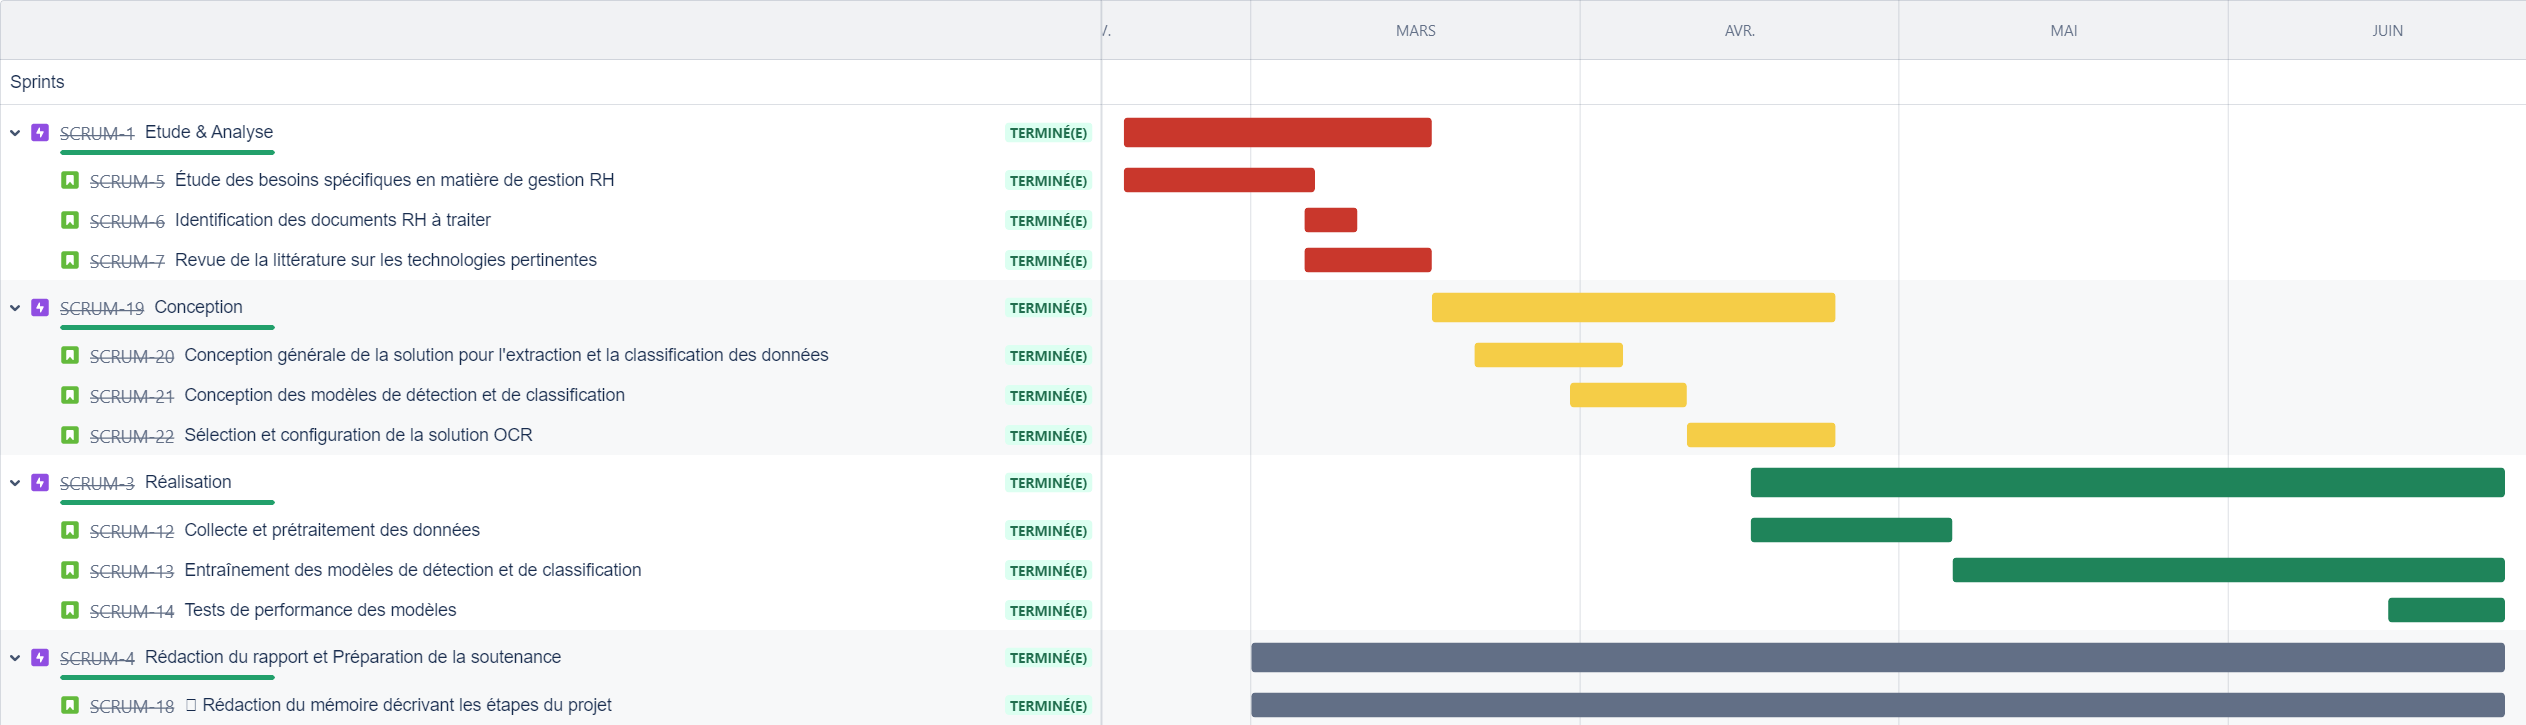 V. MARS AVR. MAI JUIN
Sprints
SCRUM-1 Etude & Analyse TERMINÉ(E)
SCRUM-5 Étude des besoins spécifiques en matière de gestion RH TERMINÉ(E)
SCRUM-6 Identification des documents RH à traiter TERMINÉ(E)
SCRUM-7 Revue de la littérature sur les technologies pertinentes TERMINÉ(E)
SCRUM-19 Conception TERMINÉ(E)
SCRUM-20 Conception générale de la solution pour l'extraction et la classification des données TERMINÉ(E)
SCRUM-21 Conception des modèles de détection et de classification TERMINÉ(E)
SCRUM-22 Sélection et configuration de la solution OCR TERMINÉ(E)
SCRUM-3 Réalisation TERMINÉ(E)
SCRUM-12 Collecte et prétraitement des données TERMINÉ(E)
SCRUM-13 Entraînement des modèles de détection et de classification TERMINÉ(E)
SCRUM-14 Tests de performance des modèles TERMINÉ(E)
SCRUM-4 Rédaction du rapport et Préparation de la soutenance TERMINÉ(E)
SCRUM-18 Rédaction du mémoire décrivant les étapes du projet TERMINÉ(E)